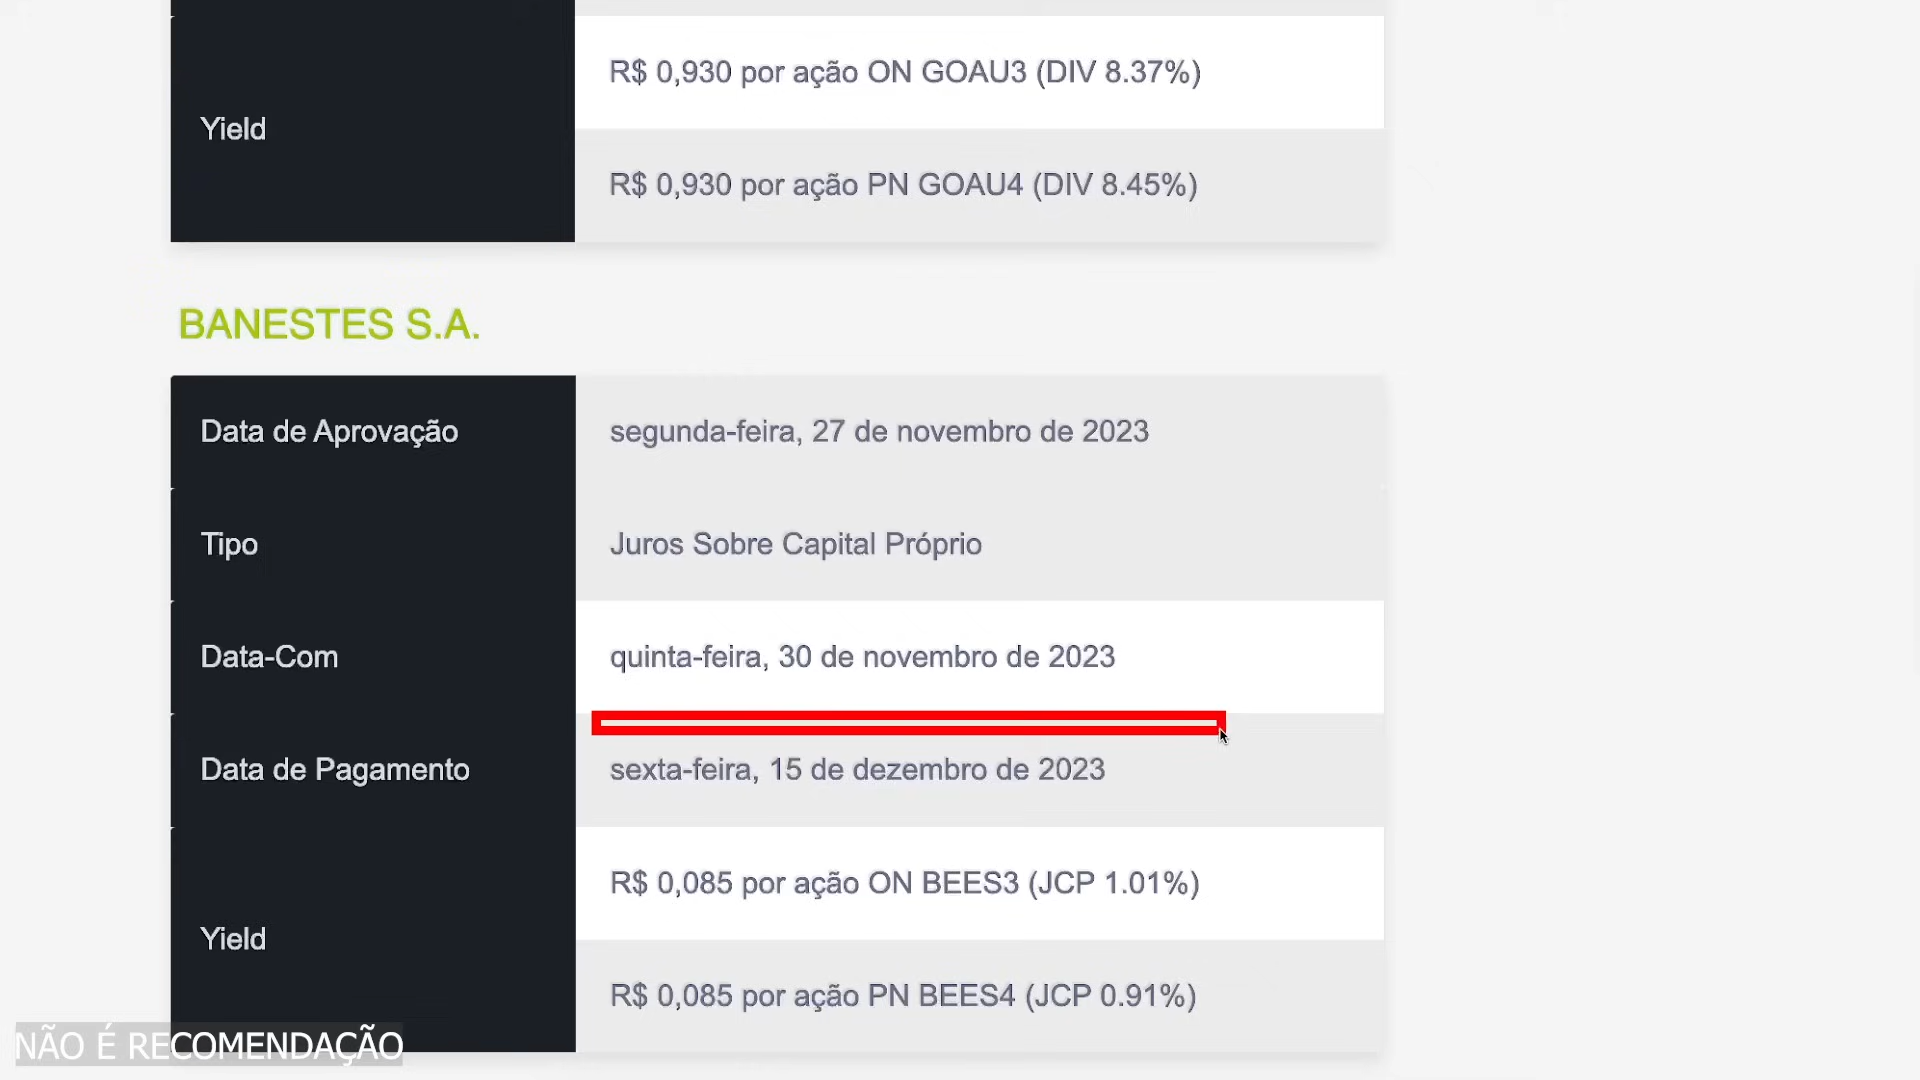 R$ 0,930 por ação ON GOAU3 (DIV 8.37%)
Yield
R$ 0,930 por ação PN GOAU4 (DIV 8.45%)
BANESTES S.A.
Data de Aprovação segunda-feira, 27 de novembro de 2023
Tipo Juros Sobre Capital Próprio
Data-Com quinta-feira, 30 de novembro de 2023
Data de Pagamento sexta-feira, 15 de dezembro de 2023
R$ 0,085 por ação ON BEES3 (JCP 1.01%)
Yield
R$ 0,085 por ação PN BEES4 (JCP 0.91%)
NÃO É RECOMENDAÇÃO